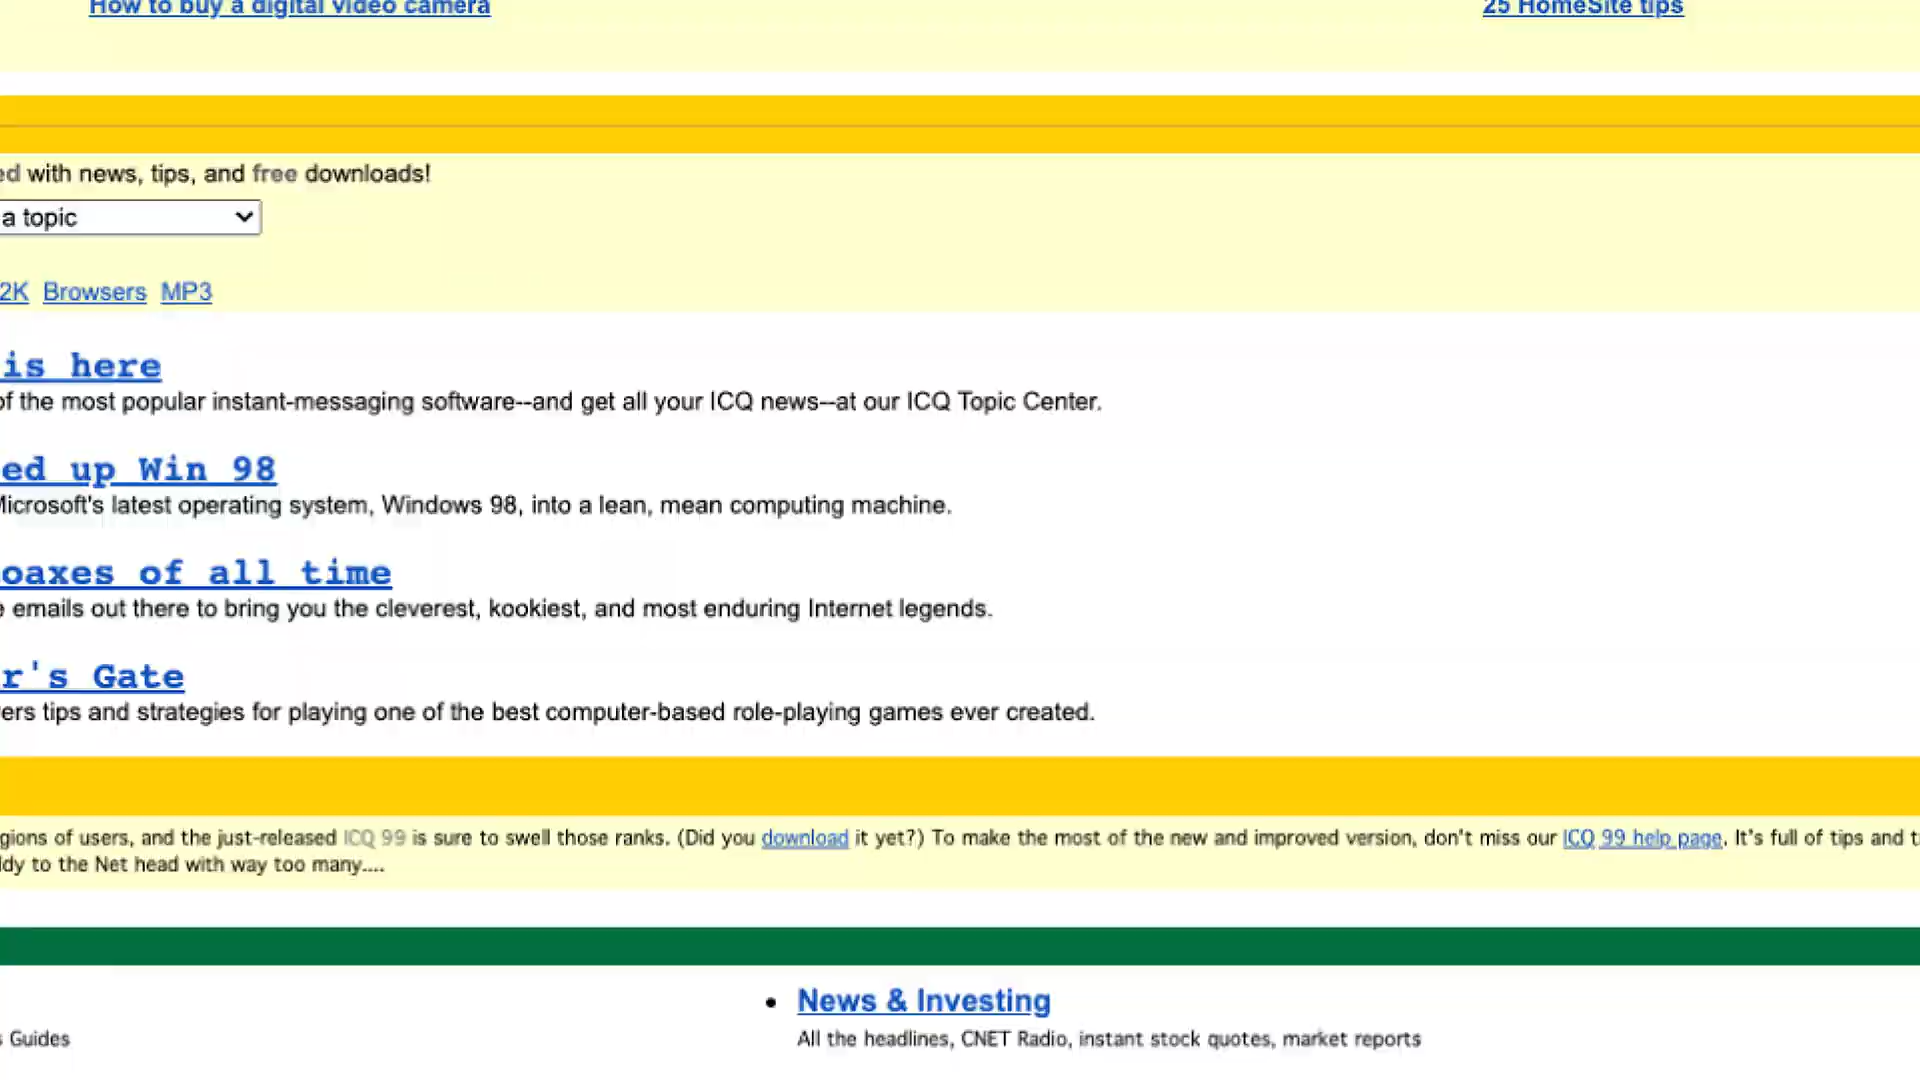 How to buy a digital video camera
25 HomeSite tips
ed with news, tips, and free downloads!
a topic
2K Browsers MP3
is here
of the most popular instant-messaging software--and get all your ICQ news--at our ICQ Topic Center.
ed up Win 98
Microsoft's latest operating system, Windows 98, into a lean, mean computing machine.
oaxes of all time
e emails out there to bring you the cleverest, kookiest, and most enduring Internet legends.
r's Gate
ers tips and strategies for playing one of the best computer-based role-playing games ever created.
gions of users, and the just-released ICQ 99 is sure to swell those ranks. (Did you download it yet?) To make the most of the new and improved version, don't miss our ICQ 99 help page. It's full of tips and t
ddy to the Net head with way too many....
News & Investing
s Guides
All the headlines, CNET Radio, instant stock quotes, market reports